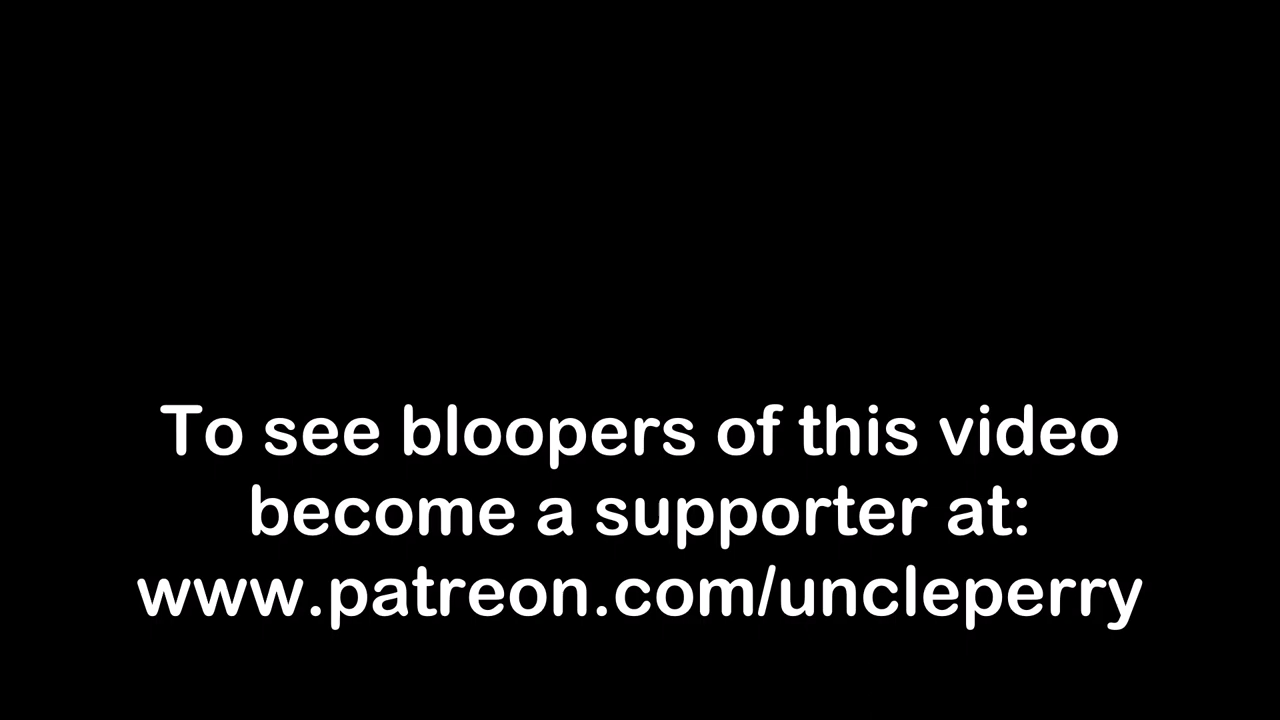 To see bloopers of this video
become a supporter at:
www.patreon.com/uncleperry